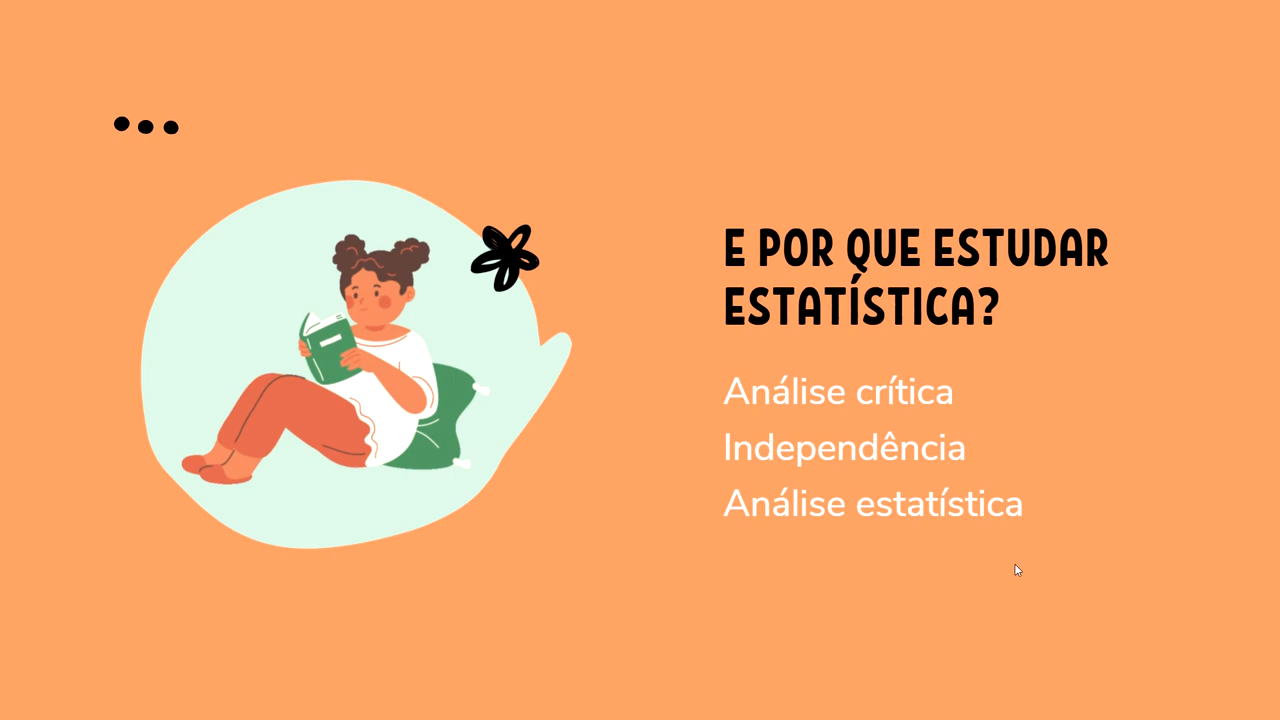 E POR QUE ESTUDAR
ESTATÍSTICA?
Análise crítica
Independência
Análise estatística